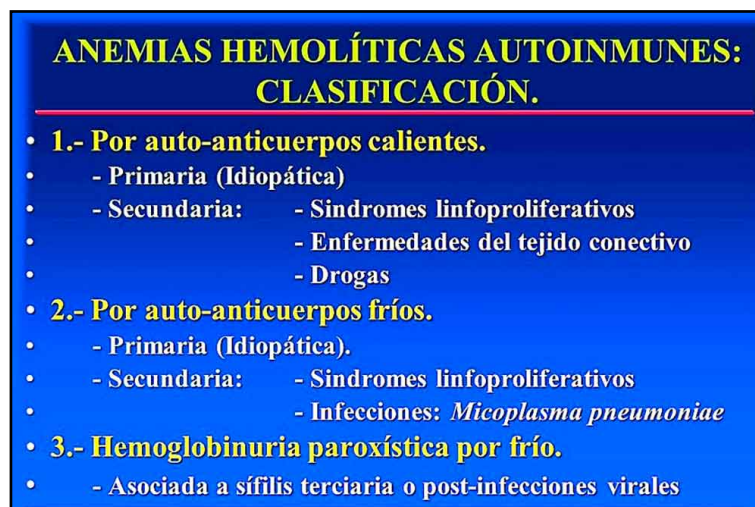 ANEMIAS HEMOLÍTICAS AUTOINMUNES:
CLASIFICACIÓN.
• 1.- Por auto-anticuerpos calientes.
• - Primaria (Idiopática)
• - Secundaria: - Sindromes linfoproliferativos
• - Enfermedades del tejido conectivo
• - Drogas
• 2.- Por auto-anticuerpos fríos.
• - Primaria (Idiopática).
• - Secundaria: - Sindromes linfoproliferativos
• - Infecciones: Micoplasma pneumoniae
• 3.- Hemoglobinuria paroxística por frío.
• - Asociada a sífilis terciaria o post-infecciones virales